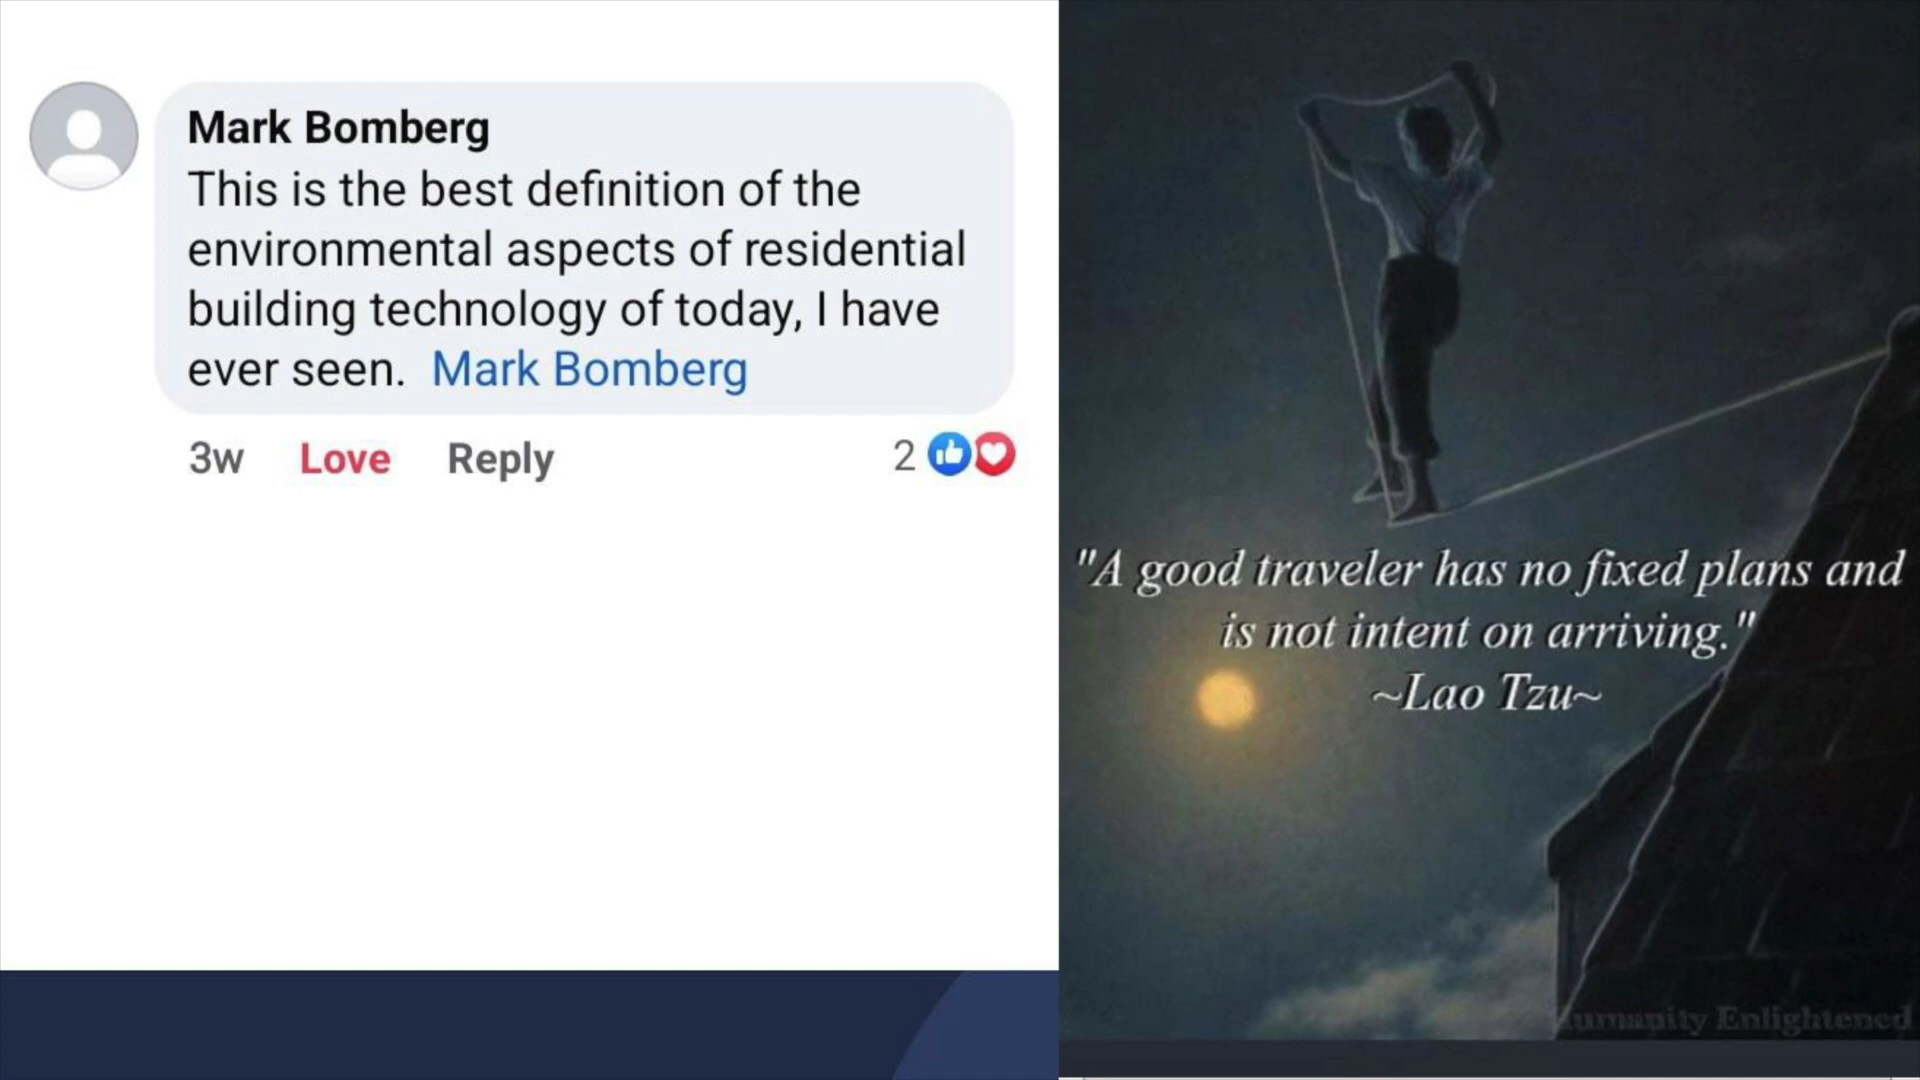 Mark Bomberg
This is the best definition of the
environmental aspects of residential
building technology of today, I have
ever seen. Mark Bomberg
3w Love Reply 2
"A good traveler has no fixed plans and
is not intent on arriving."
~Lao Tzu~
Humanity Enlightened